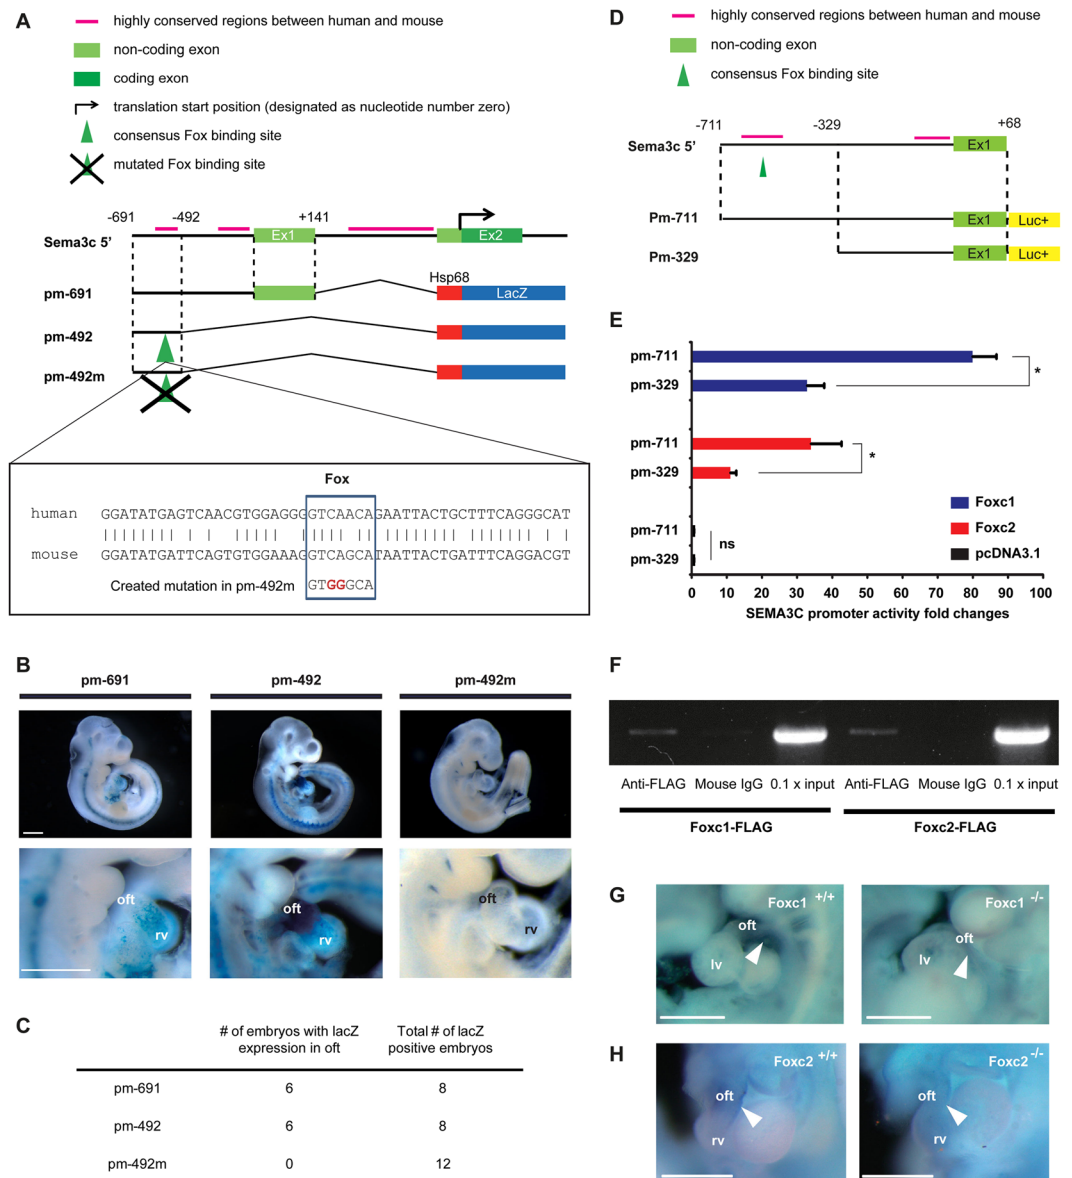 A
highly conserved regions between human and mouse
non-coding exon
coding exon
translation start position (designated as nucleotide number zero)
consensus Fox binding site
mutated Fox binding site
-691
-492
+141
Sema3c 5’
Ex1
Ex2
Hsp68
pm-691
LacZ
pm-492
pm-492m
Fox
human GGATATGAGTCAACGTGGAGGGGTCAACAGAATTACTGCTTTCAGGGCAT
mouse GGATATGATTCAGTGTGGAAAGGTCAGCATAATTACTGATTTCAGGACGT
Created mutation in pm-492m GTGGGCA
B
pm-691
pm-492
pm-492m
oft
rv
oft
rv
oft
rv
C
# of embryos with lacZ expression in oft
Total # of lacZ positive embryos
pm-691 6 8
pm-492 6 8
pm-492m 0 12
D
highly conserved regions between human and mouse
non-coding exon
consensus Fox binding site
-711
-329
+68
Sema3c 5’
Ex1
Pm-711
Ex1
Luc+
Pm-329
Ex1
Luc+
E
pm-711
pm-329
*
pm-711
pm-329
*
pm-711
pm-329
ns
Foxc1
Foxc2
pcDNA3.1
0 10 20 30 40 50 60 70 80 90 100
SEMA3C promoter activity fold changes
F
Anti-FLAG Mouse IgG 0.1 x input Anti-FLAG Mouse IgG 0.1 x input
Foxc1-FLAG
Foxc2-FLAG
G
Foxc1 +/+
oft
lv
Foxc1 -/-
oft
lv
H
Foxc2 +/+
oft
rv
Foxc2 -/-
oft
rv